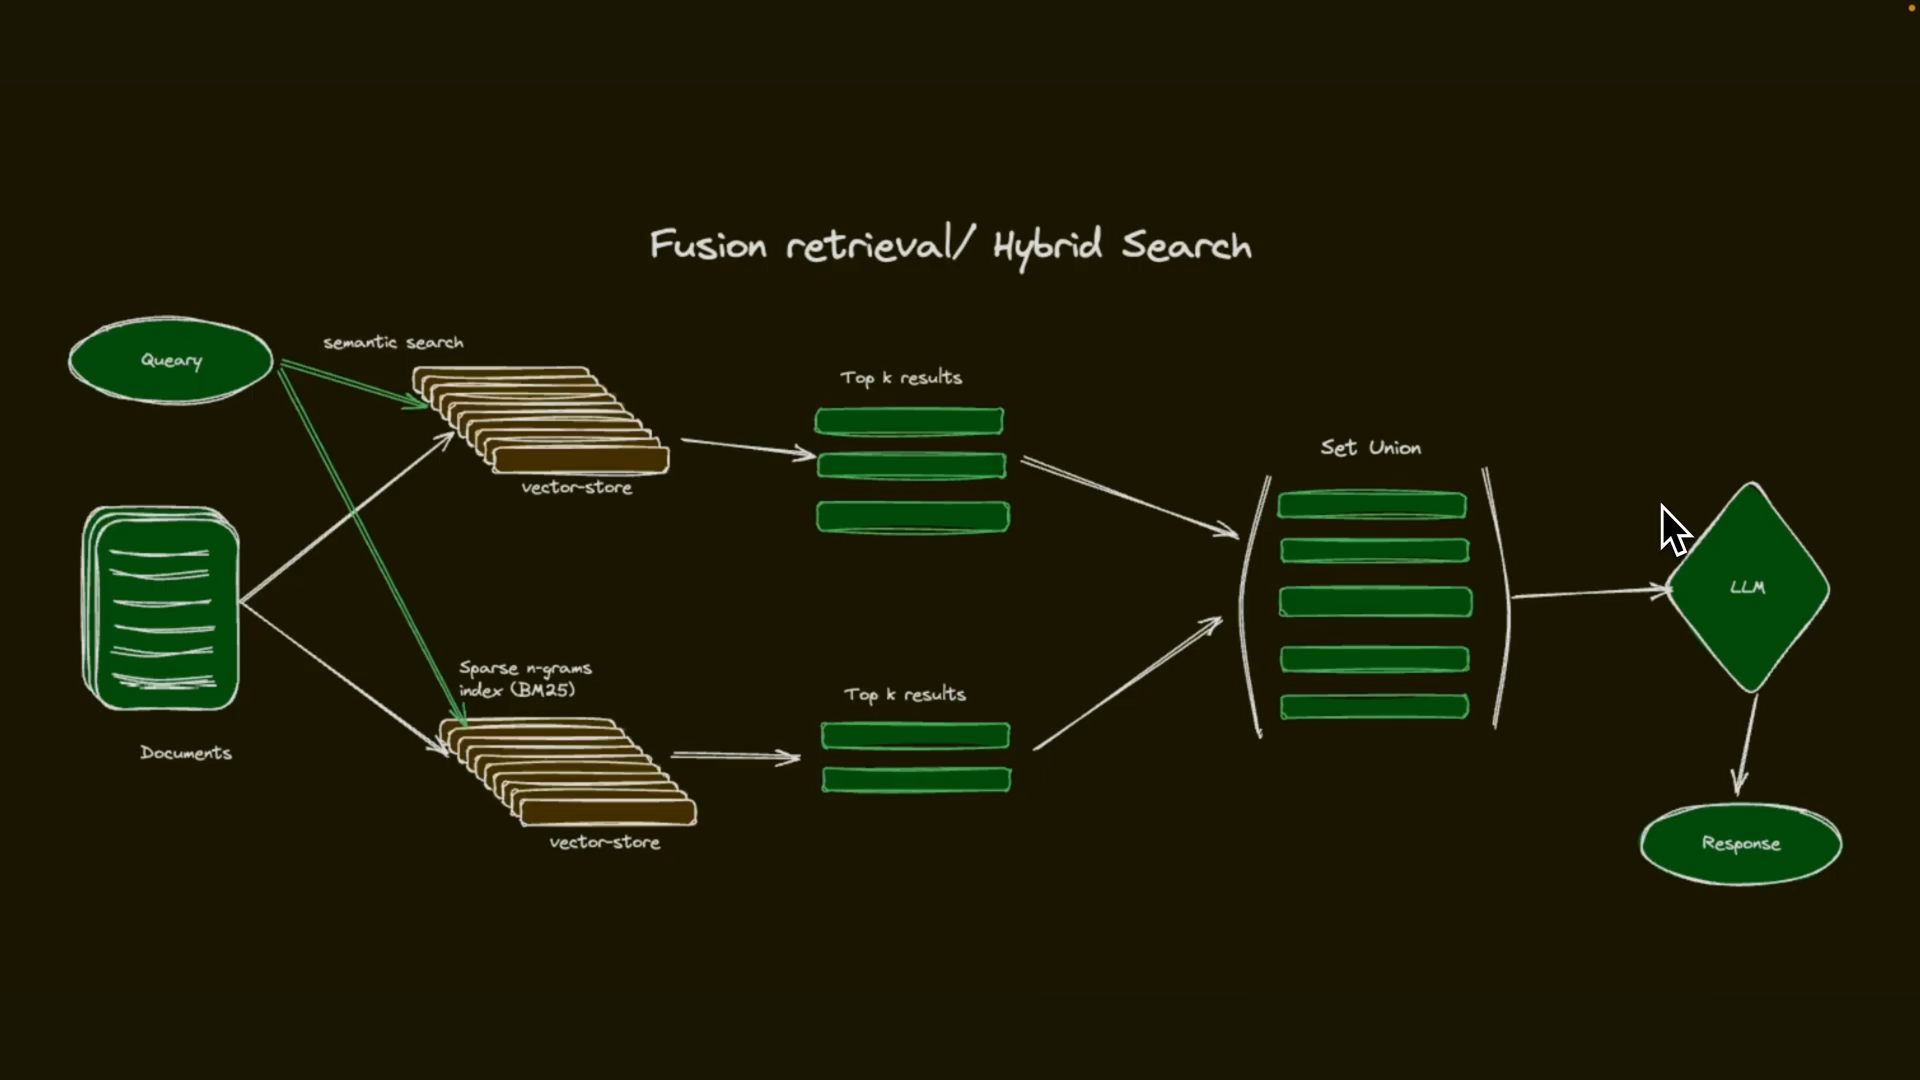 Fusion retrieval/ Hybrid Search
Queary
semantic search
vector-store
Top k results
Set Union
LLM
Documents
Sparse n-grams
index (BM25)
vector-store
Top k results
Response